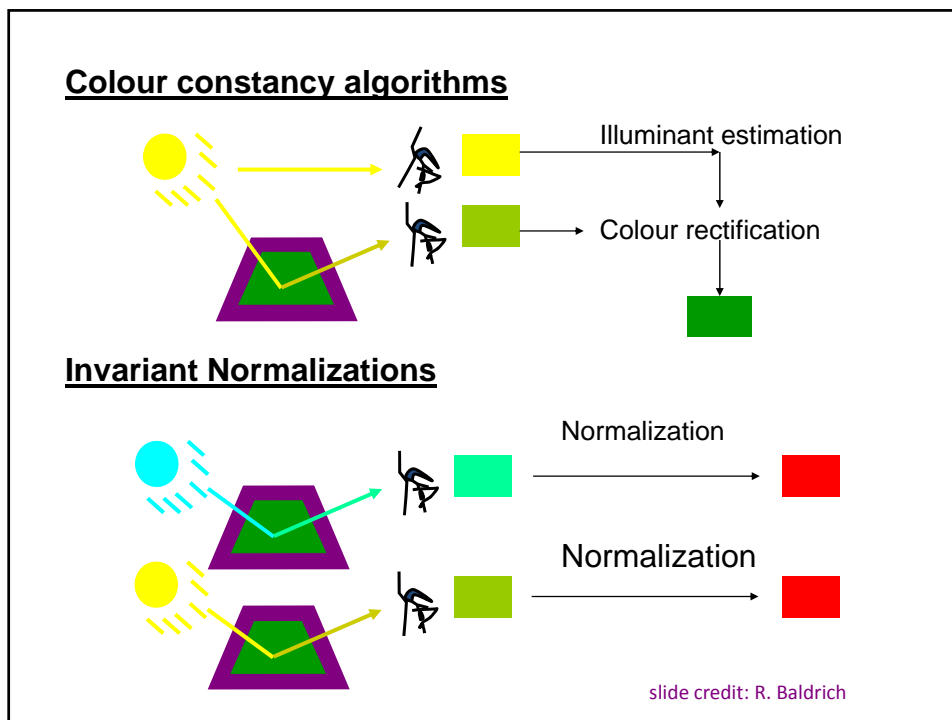 Colour constancy algorithms
Illuminant estimation
Colour rectification
Invariant Normalizations
Normalization
Normalization
slide credit: R. Baldrich